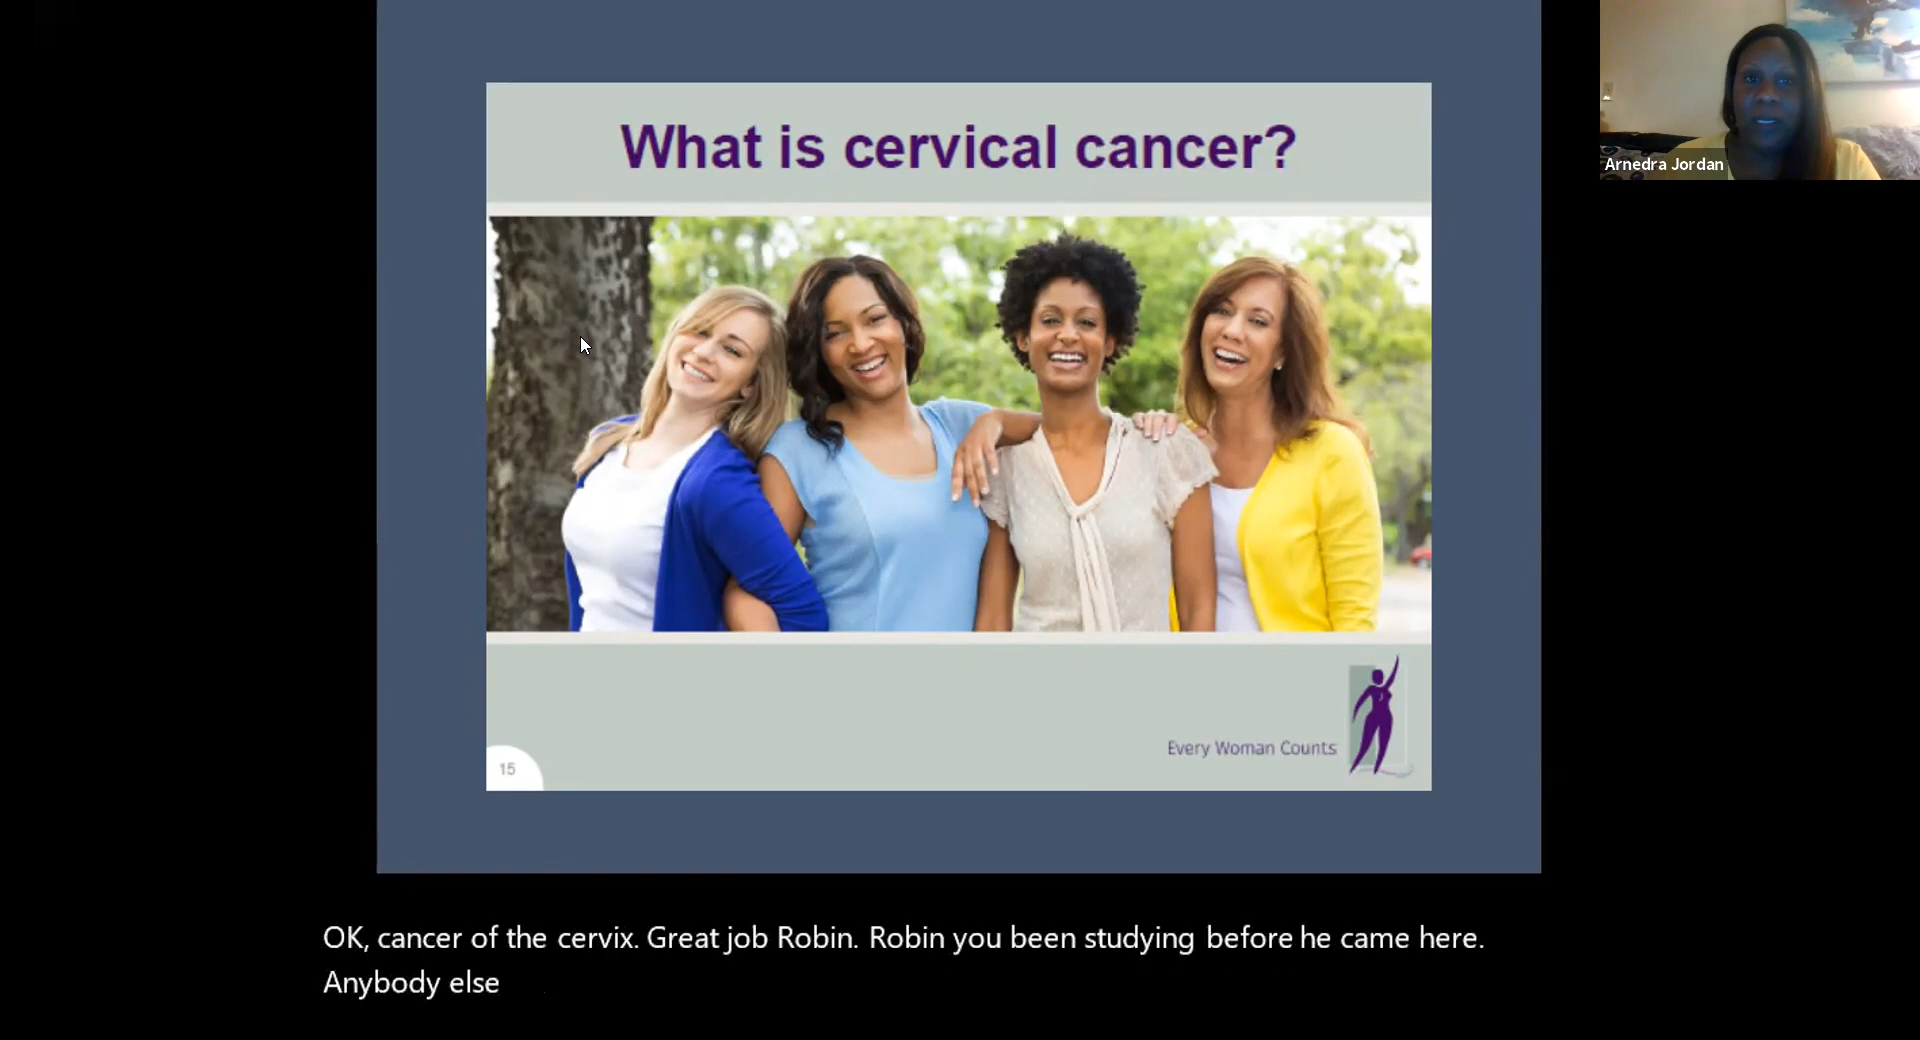 What is cervical cancer?
Arnedra Jordan
Every Woman Counts
15
OK, cancer of the cervix. Great job Robin. Robin you been studying before he came here.
Anybody else